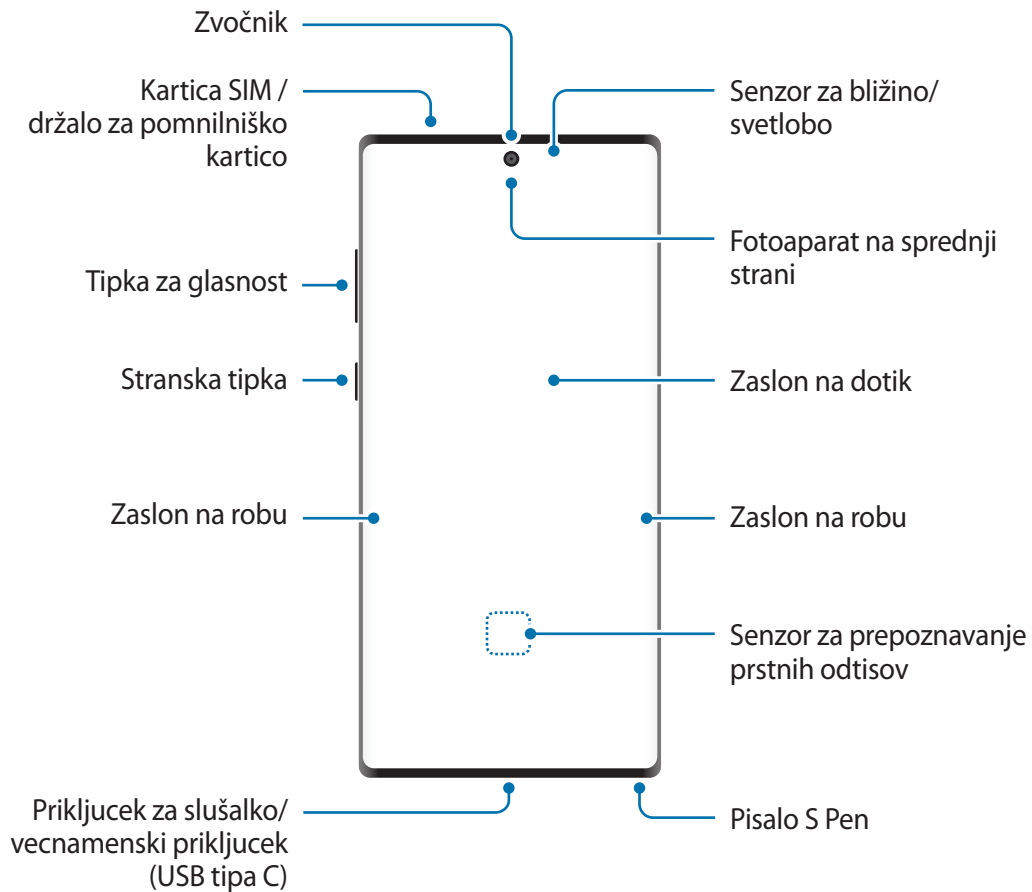 Zvočnik
Kartica SIM /
držalo za pomnilniško
kartico
Tipka za glasnost
Stranska tipka
Zaslon na robu
Prikljucek za slušalko/
vecnamenski prikljucek
(USB tipa C)
Senzor za bližino/
svetlobo
Fotoaparat na sprednji
strani
Zaslon na dotik
Zaslon na robu
Senzor za prepoznavanje
prstnih odtisov
Pisalo S Pen